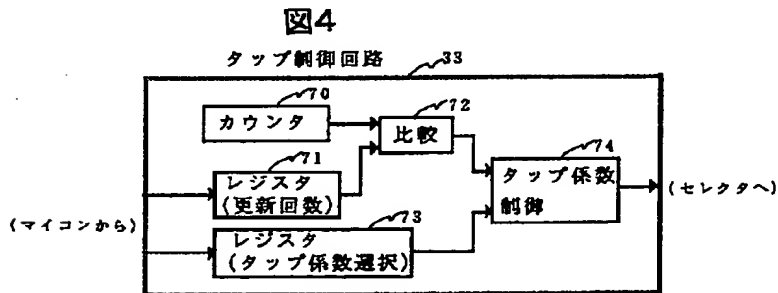 図4
タップ制御回路
33
70
カウンタ
72
比較
71
レジスタ
(更新回数)
74
タップ係数
制御
(セレクタへ)
(マイコンから)
73
レジスタ
(タップ係数選択)